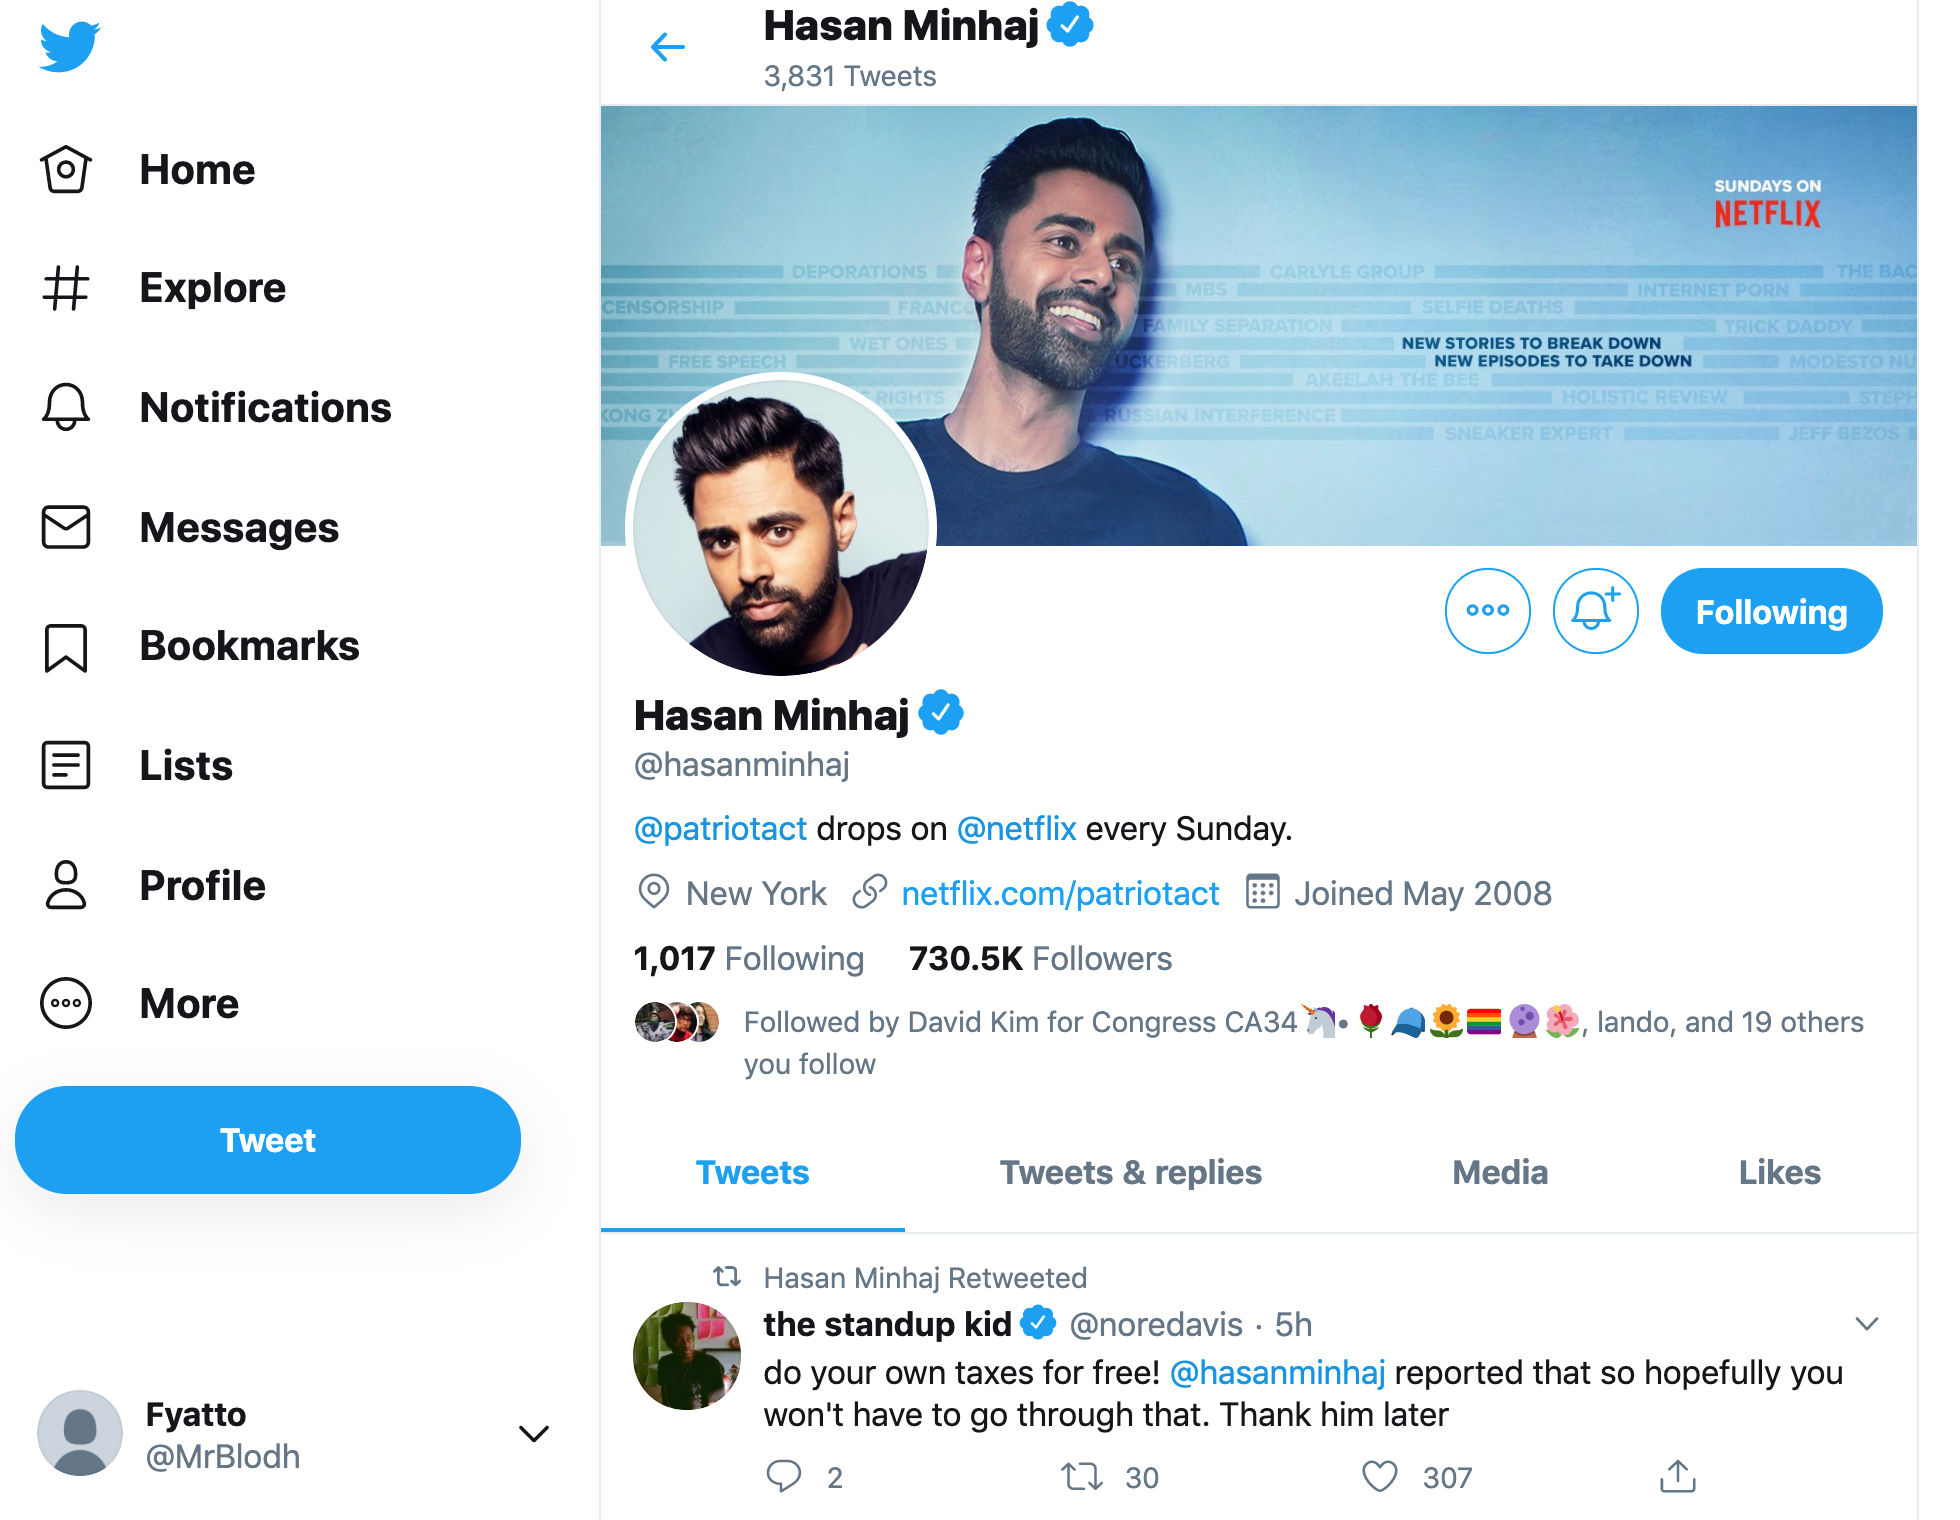 Home
Explore
Notifications
Messages
Bookmarks
Lists
Profile
More
Tweet
Fyatto
@MrBlodh
Hasan Minhaj
3,831 Tweets
SUNDAYS ON
NETFLIX
DEPORATIONS
CARLYLE GROUP
THE BAC
MBS
INTERNET PORN
CENSORSHIP
FRANCO
SELFIE DEATHS
FAMILY SEPARATION
TRICK DADDY
WET ONES
NEW STORIES TO BREAK DOWN
FREE SPEECH
UCKERBERG
NEW EPISODES TO TAKE DOWN
MODESTO NU
AKEELAH THE BEE
RIGHTS
HOLISTIC REVIEW
STEPH
KONG Z
RUSSIAN INTERFERENCE
SNEAKER EXPERT
JEFF BEZOS
Following
Hasan Minhaj
@hasanminhaj
@patriotact drops on @netflix every Sunday.
New York netflix.com/patriotact Joined May 2008
1,017 Following 730.5K Followers
Followed by David Kim for Congress CA34 🦄• 🌹🧢🌻🏳️‍🌈🔮🌺, lando, and 19 others
you follow
Tweets Tweets & replies Media Likes
Hasan Minhaj Retweeted
the standup kid @noredavis · 5h
do your own taxes for free! @hasanminhaj reported that so hopefully you
won't have to go through that. Thank him later
2 30 307